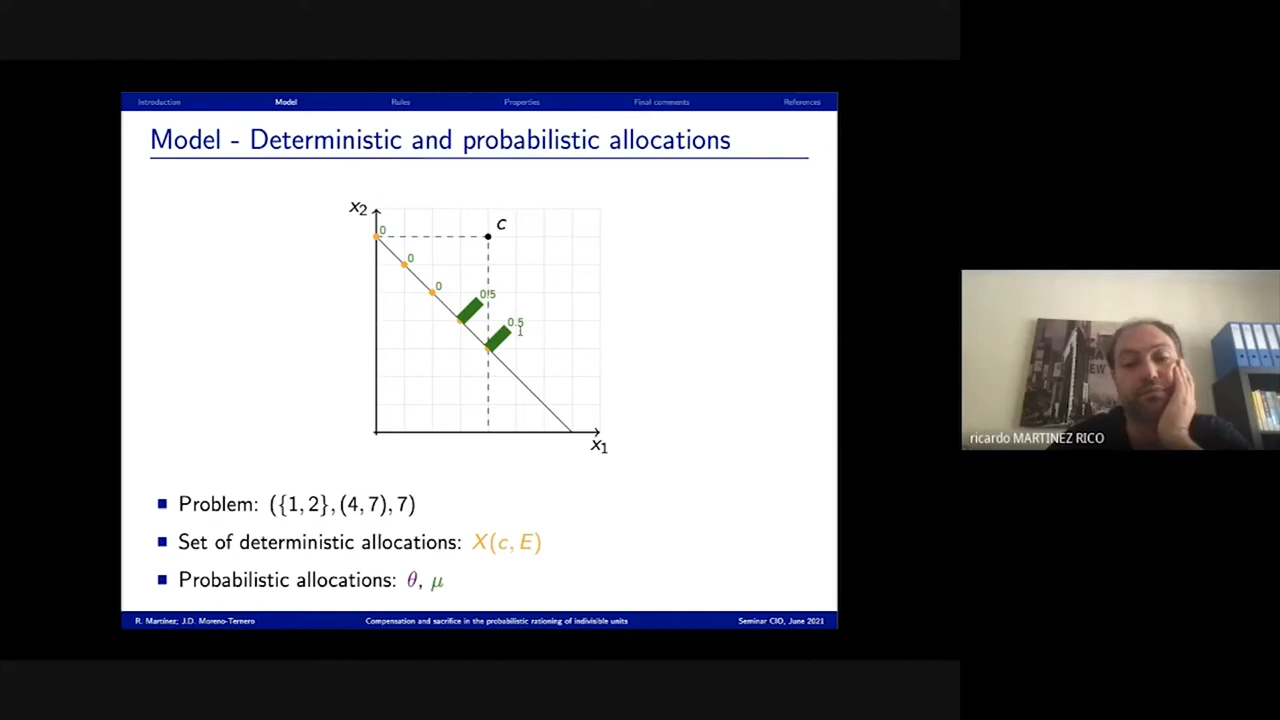 Introduction Model Rules Properties Final comments References
Model - Deterministic and probabilistic allocations
x2
0
c
0
0
0.5
0.5
x1
Problem: ({1, 2}, (4, 7), 7)
Set of deterministic allocations: X(c, E)
Probabilistic allocations: θ, μ
R. Martínez; J.D. Moreno-Ternero Compensation and sacrifice in the probabilistic rationing of indivisible units Seminar CIO, June 2021
ricardo MARTINEZ RICO